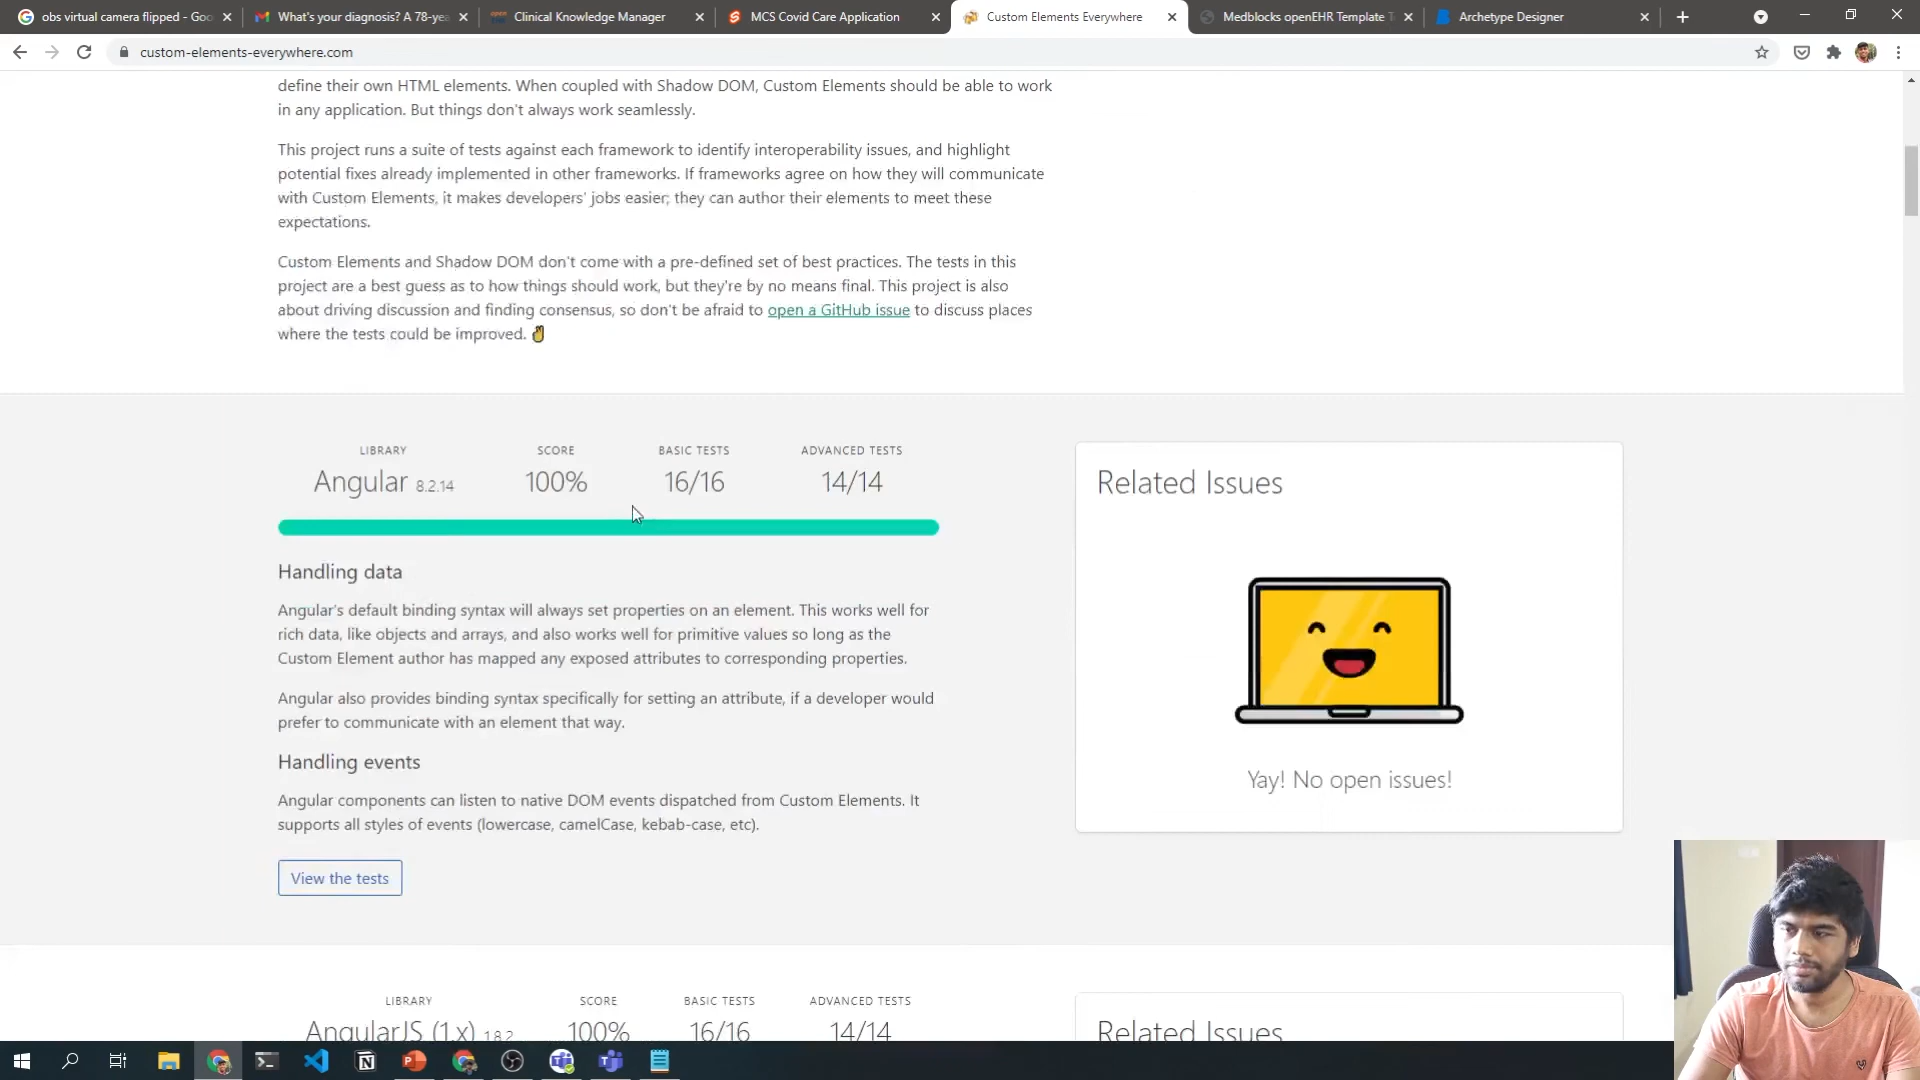 obs virtual camera flipped - Goo
What's your diagnosis? A 78-yea
Clinical Knowledge Manager
MCS Covid Care Application
Custom Elements Everywhere
Medblocks openEHR Template T
Archetype Designer
custom-elements-everywhere.com
define their own HTML elements. When coupled with Shadow DOM, Custom Elements should be able to work
in any application. But things don't always work seamlessly.
This project runs a suite of tests against each framework to identify interoperability issues, and highlight
potential fixes already implemented in other frameworks. If frameworks agree on how they will communicate
with Custom Elements, it makes developers' jobs easier; they can author their elements to meet these
expectations.
Custom Elements and Shadow DOM don't come with a pre-defined set of best practices. The tests in this
project are a best guess as to how things should work, but they're by no means final. This project is also
about driving discussion and finding consensus, so don't be afraid to open a GitHub issue to discuss places
where the tests could be improved. ✌
LIBRARY SCORE BASIC TESTS ADVANCED TESTS
Angular 8.2.14 100% 16/16 14/14
Handling data
Angular's default binding syntax will always set properties on an element. This works well for
rich data, like objects and arrays, and also works well for primitive values so long as the
Custom Element author has mapped any exposed attributes to corresponding properties.
Angular also provides binding syntax specifically for setting an attribute, if a developer would
prefer to communicate with an element that way.
Handling events
Angular components can listen to native DOM events dispatched from Custom Elements. It
supports all styles of events (lowercase, camelCase, kebab-case, etc).
View the tests
Related Issues
Yay! No open issues!
LIBRARY SCORE BASIC TESTS ADVANCED TESTS
AngularJS (1.x) 1.8.2 100% 16/16 14/14
Related Issues